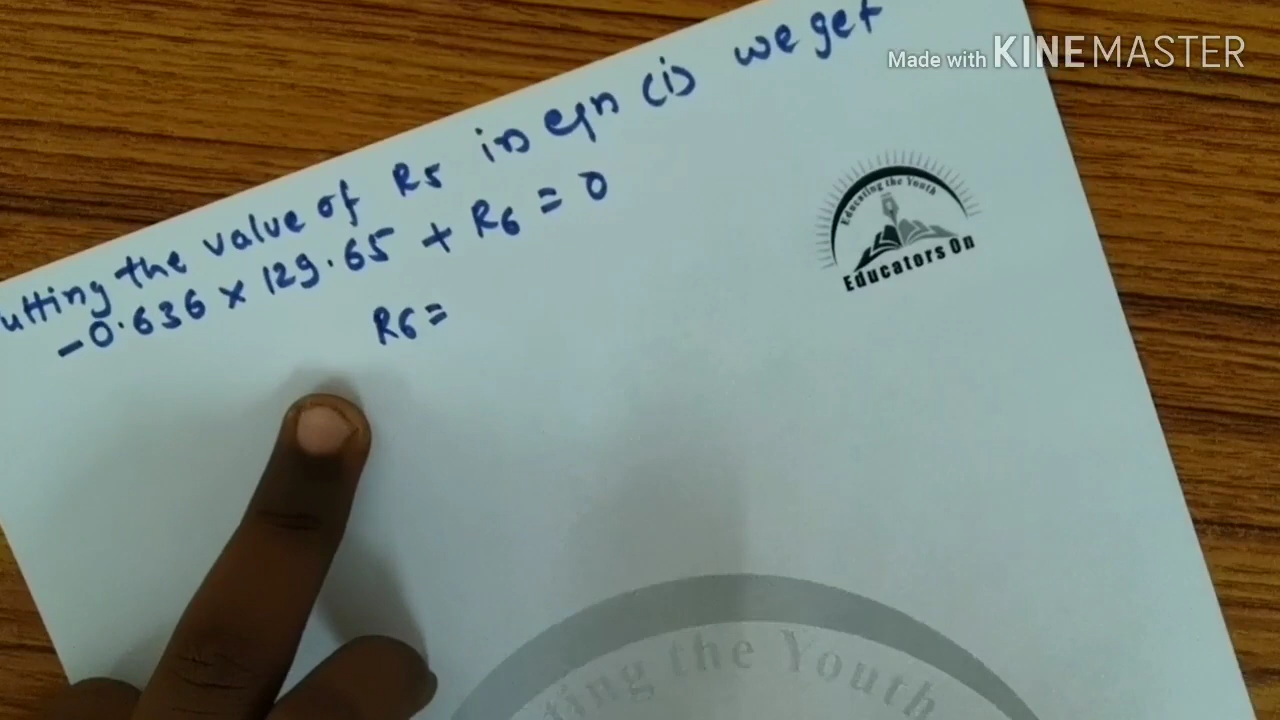 Made with KINEMASTER
utting the value of R5 in eqn (i) we get
-0.636 × 129.65 + R6 = 0
R6 =
Educating the Youth
Educators On
ting the Youth